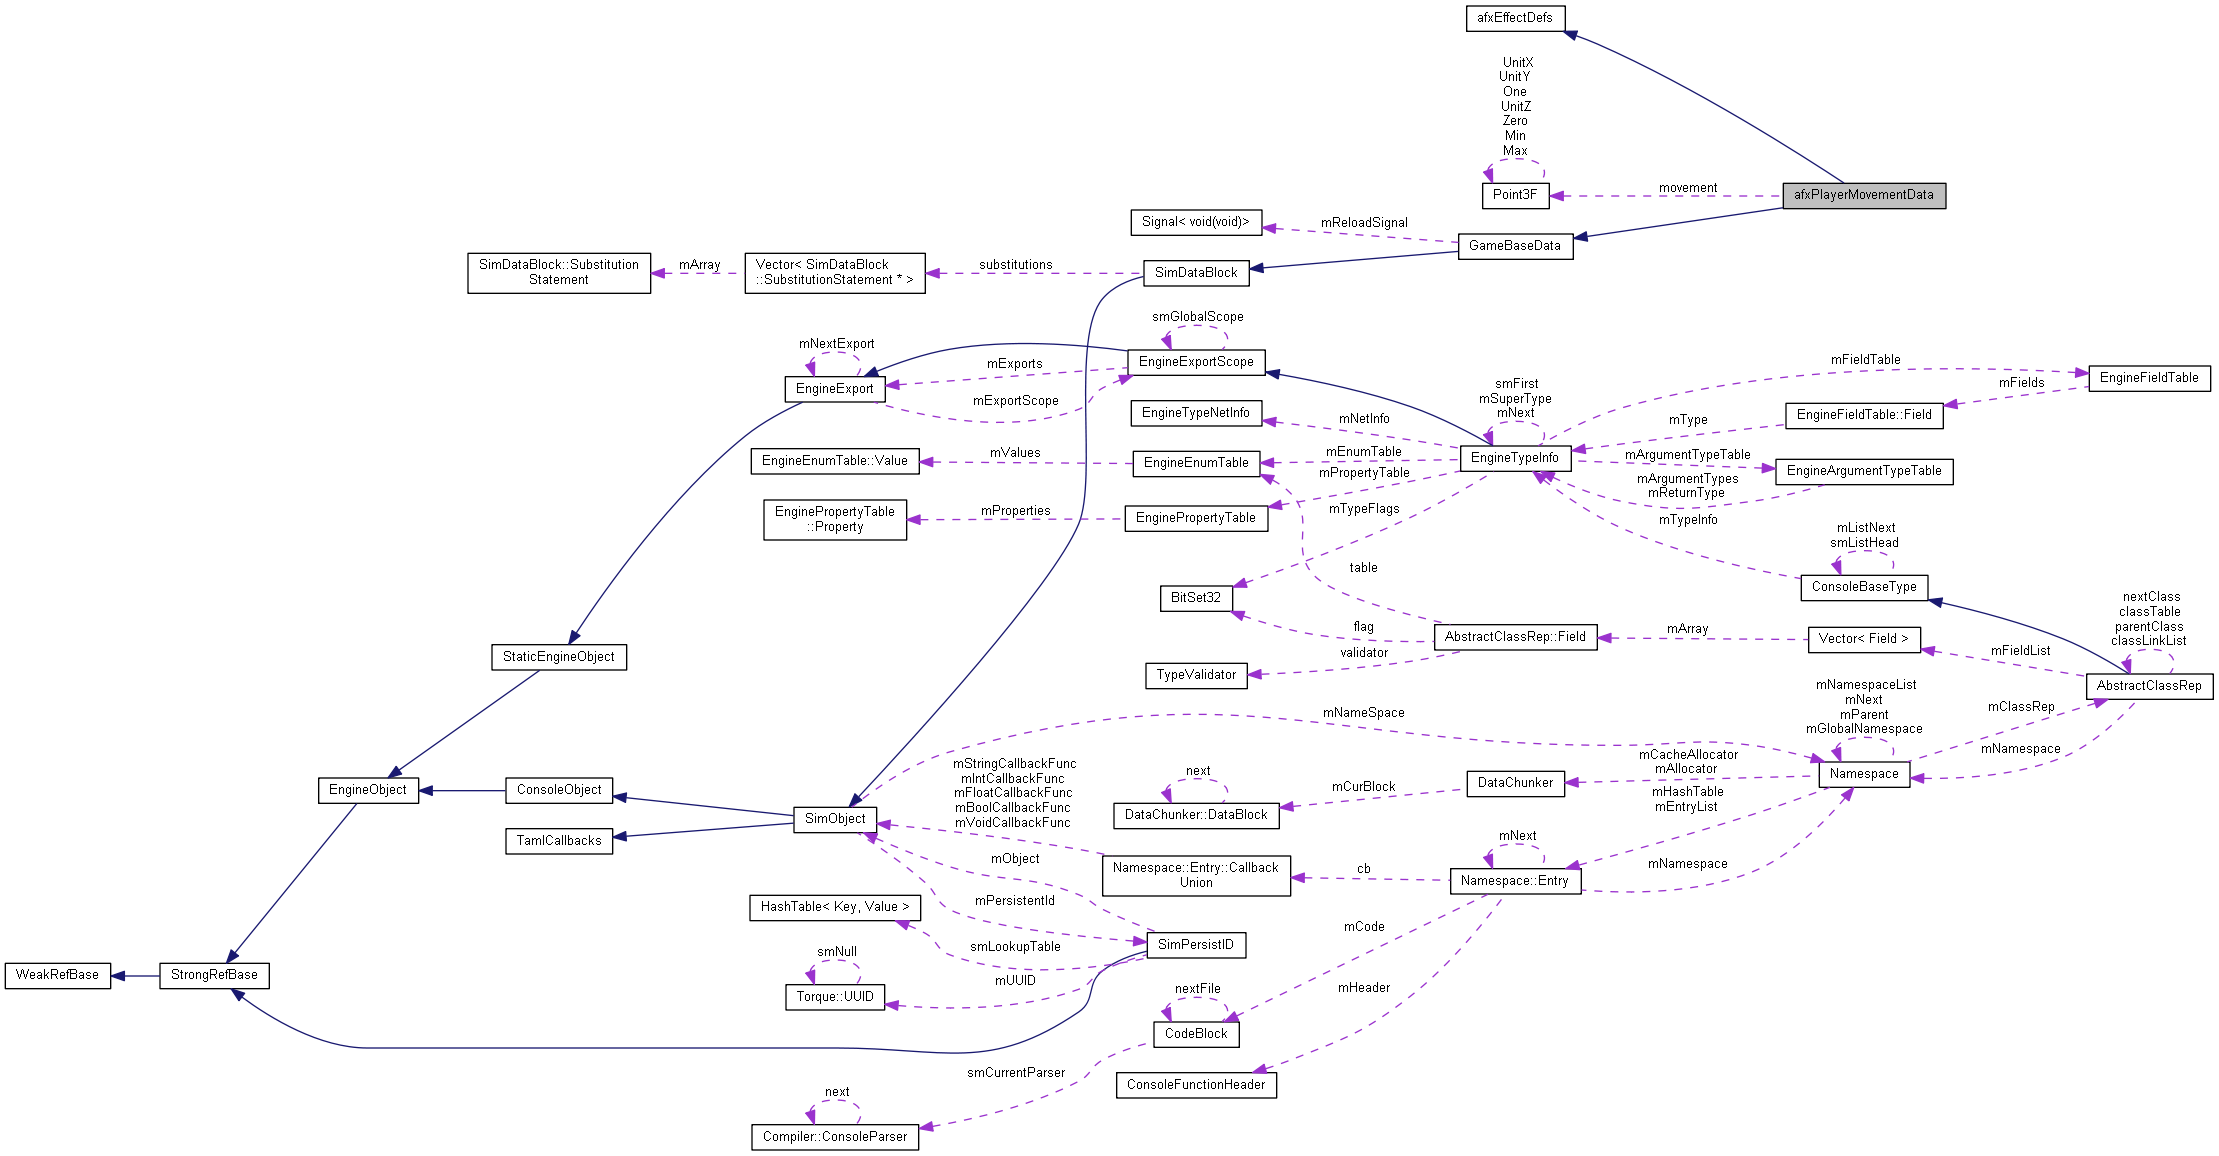 afxEffectDefs
UnitX
UnitY
One
UnitZ
Zero
Min
Max
Point3F
movement
afxPlayerMovementData
Signal< void(void)>
mReloadSignal
GameBaseData
SimDataBlock::Substitution
Statement
mArray
Vector< SimDataBlock
::SubstitutionStatement * >
substitutions
SimDataBlock
smGlobalScope
mNextExport
EngineExport
mExports
mExportScope
EngineExportScope
EngineTypeNetInfo
mNetInfo
smFirst
mSuperType
mNext
EngineTypeInfo
mFieldTable
EngineFieldTable
mFields
EngineFieldTable::Field
mType
mArgumentTypeTable
EngineArgumentTypeTable
mArgumentTypes
mReturnType
EngineEnumTable::Value
mValues
EngineEnumTable
mEnumTable
mPropertyTable
EnginePropertyTable
::Property
mProperties
EnginePropertyTable
mTypeFlags
mTypeInfo
mListNext
smListHead
ConsoleBaseType
table
BitSet32
flag
AbstractClassRep::Field
mArray
Vector< Field >
mFieldList
nextClass
classTable
parentClass
classLinkList
AbstractClassRep
TypeValidator
validator
StaticEngineObject
mNameSpace
mNamespaceList
mNext
mParent
mGlobalNamespace
Namespace
mClassRep
mNamespace
EngineObject
ConsoleObject
TamlCallbacks
SimObject
mStringCallbackFunc
mIntCallbackFunc
mFloatCallbackFunc
mBoolCallbackFunc
mVoidCallbackFunc
next
DataChunker::DataBlock
mCurBlock
DataChunker
mCacheAllocator
mAllocator
mHashTable
mEntryList
mObject
Namespace::Entry::Callback
Union
cb
mNext
Namespace::Entry
mNamespace
HashTable< Key, Value >
mPersistentId
smLookupTable
SimPersistID
mCode
WeakRefBase
StrongRefBase
smNull
Torque::UUID
mUUID
nextFile
CodeBlock
mHeader
smCurrentParser
ConsoleFunctionHeader
next
Compiler::ConsoleParser